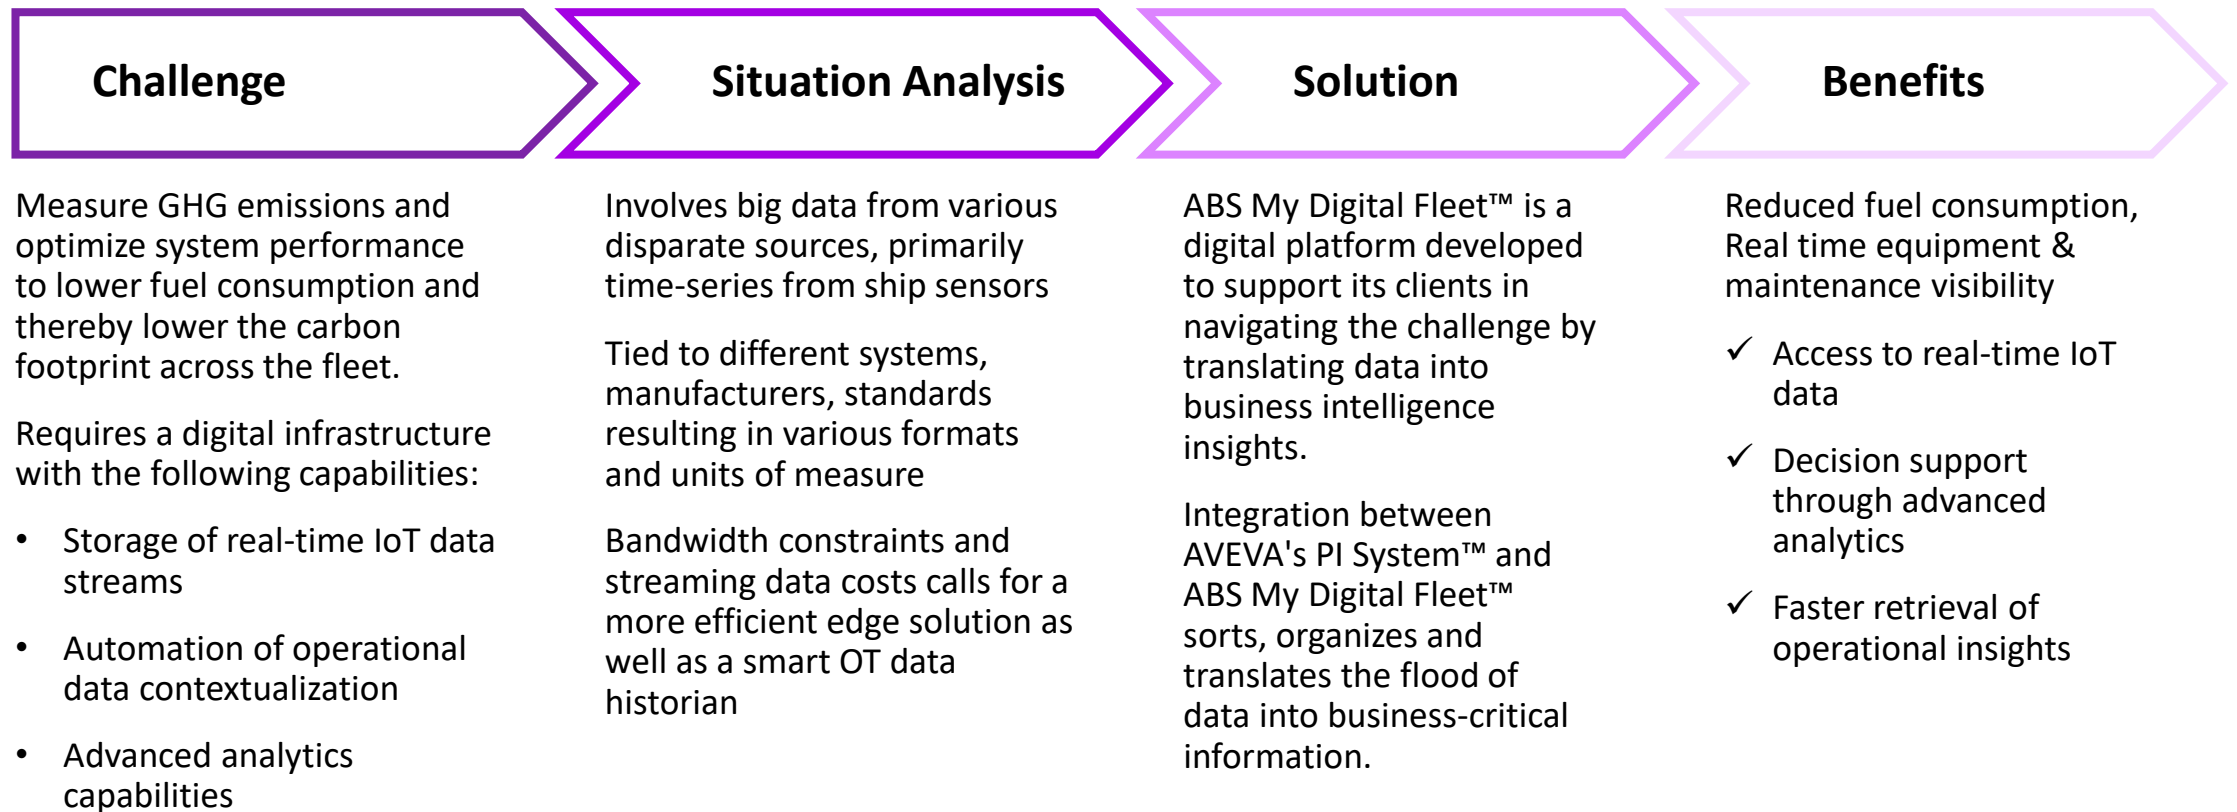 Challenge
Situation Analysis
Solution
Benefits
Measure GHG emissions and
optimize system performance
to lower fuel consumption and
thereby lower the carbon
footprint across the fleet.
Requires a digital infrastructure
with the following capabilities:
• Storage of real-time IoT data
streams
• Automation of operational
data contextualization
• Advanced analytics
capabilities
Involves big data from various
disparate sources, primarily
time-series from ship sensors
Tied to different systems,
manufacturers, standards
resulting in various formats
and units of measure
Bandwidth constraints and
streaming data costs calls for a
more efficient edge solution as
well as a smart OT data
historian
ABS My Digital Fleet™ is a
digital platform developed
to support its clients in
navigating the challenge by
translating data into
business intelligence
insights.
Integration between
AVEVA's PI System™ and
ABS My Digital Fleet™
sorts, organizes and
translates the flood of
data into business-critical
information.
Reduced fuel consumption,
Real time equipment &
maintenance visibility
✓ Access to real-time IoT
data
✓ Decision support
through advanced
analytics
✓ Faster retrieval of
operational insights